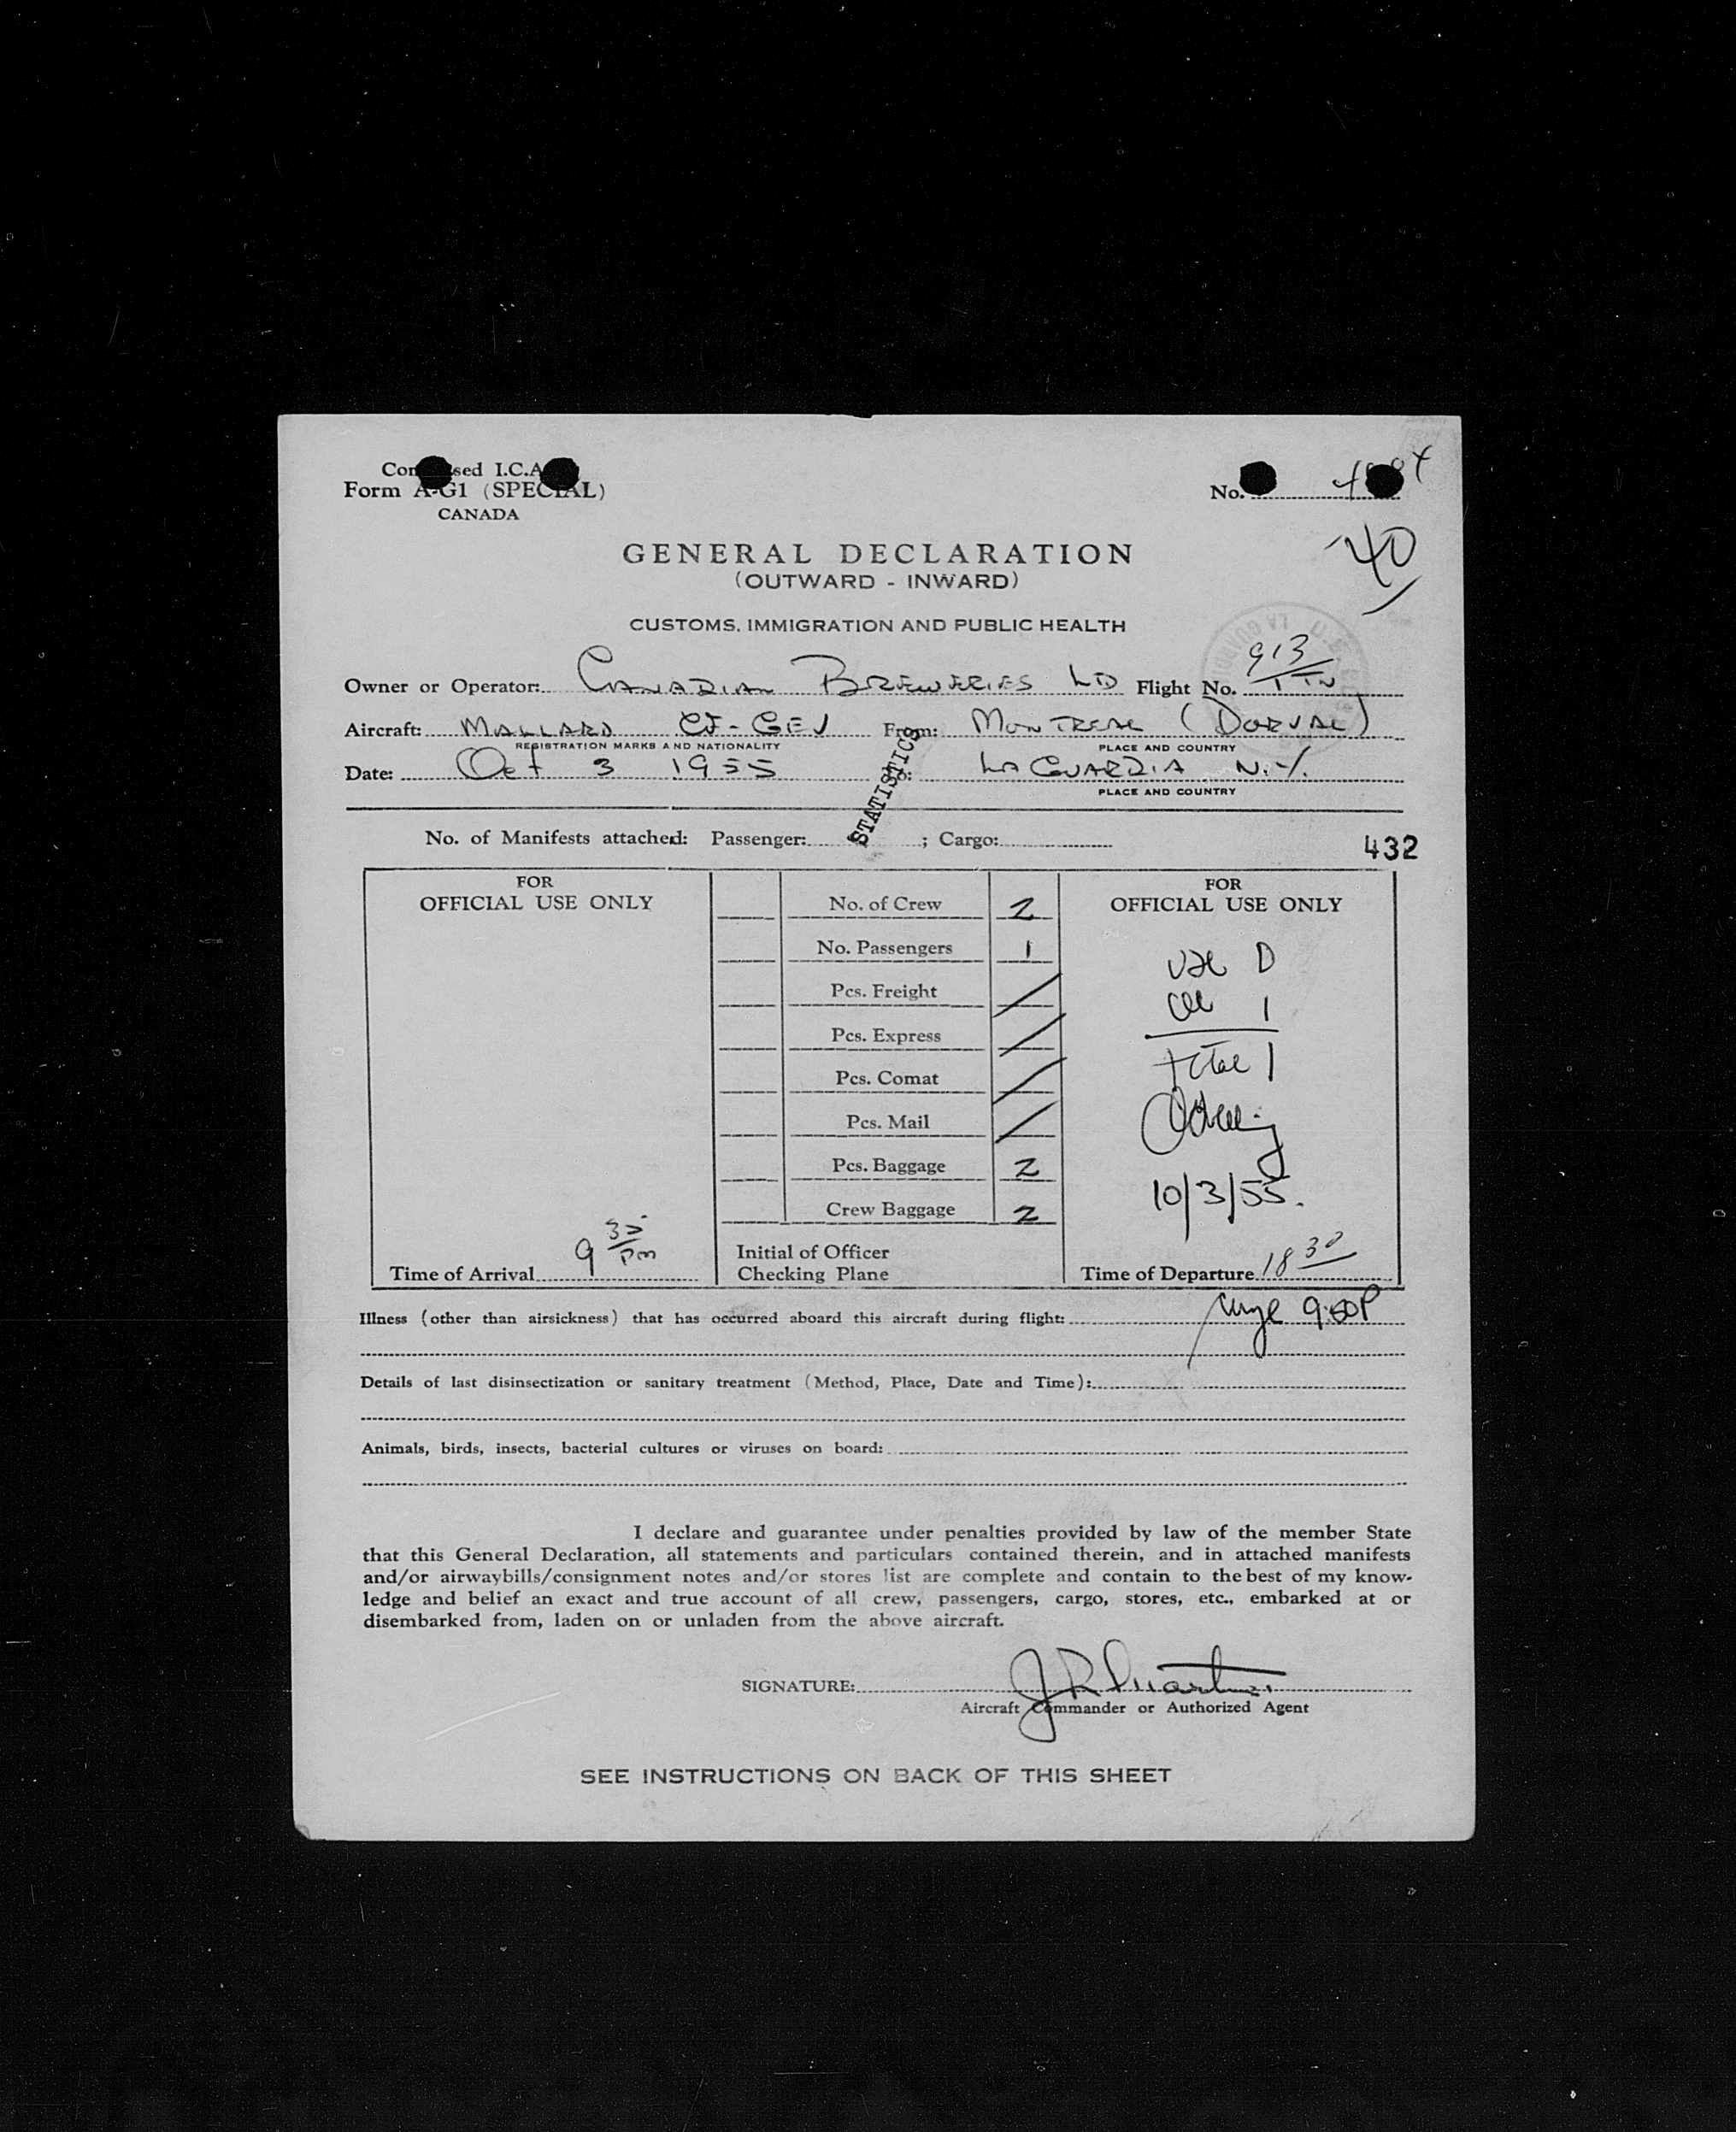 Condensed I.C.A.O.
Form A-G1 (SPECIAL)
CANADA
No.
40
GENERAL DECLARATION
(OUTWARD - INWARD)
CUSTOMS, IMMIGRATION AND PUBLIC HEALTH
Owner or Operator: CANADIAN BREWERIES LTD Flight No. 913
Aircraft: MALLARD CF-GEV From: MONTREAL (DORVAL)
REGISTRATION MARKS AND NATIONALITY PLACE AND COUNTRY
Date: Oct 3 1955 To: LA GUARDIA N.Y.
PLACE AND COUNTRY
STATISTICS
No. of Manifests attached: Passenger: ; Cargo:
432
FOR
OFFICIAL USE ONLY
No. of Crew 2
No. Passengers 1
Pcs. Freight /
Pcs. Express /
Pcs. Comat /
Pcs. Mail /
Pcs. Baggage 2
Crew Baggage 2
Initial of Officer
Checking Plane
Time of Arrival 9 35 pm
FOR
OFFICIAL USE ONLY
1
total 1
10/3/55.
Time of Departure 18 30
Illness (other than airsickness) that has occurred aboard this aircraft during flight: 9:50P
Details of last disinsectization or sanitary treatment (Method, Place, Date and Time):
Animals, birds, insects, bacterial cultures or viruses on board:
I declare and guarantee under penalties provided by law of the member State
that this General Declaration, all statements and particulars contained therein, and in attached manifests
and/or airwaybills/consignment notes and/or stores list are complete and contain to the best of my know-
ledge and belief an exact and true account of all crew, passengers, cargo, stores, etc., embarked at or
disembarked from, laden on or unladen from the above aircraft.
SIGNATURE: J R Martin
Aircraft Commander or Authorized Agent
SEE INSTRUCTIONS ON BACK OF THIS SHEET